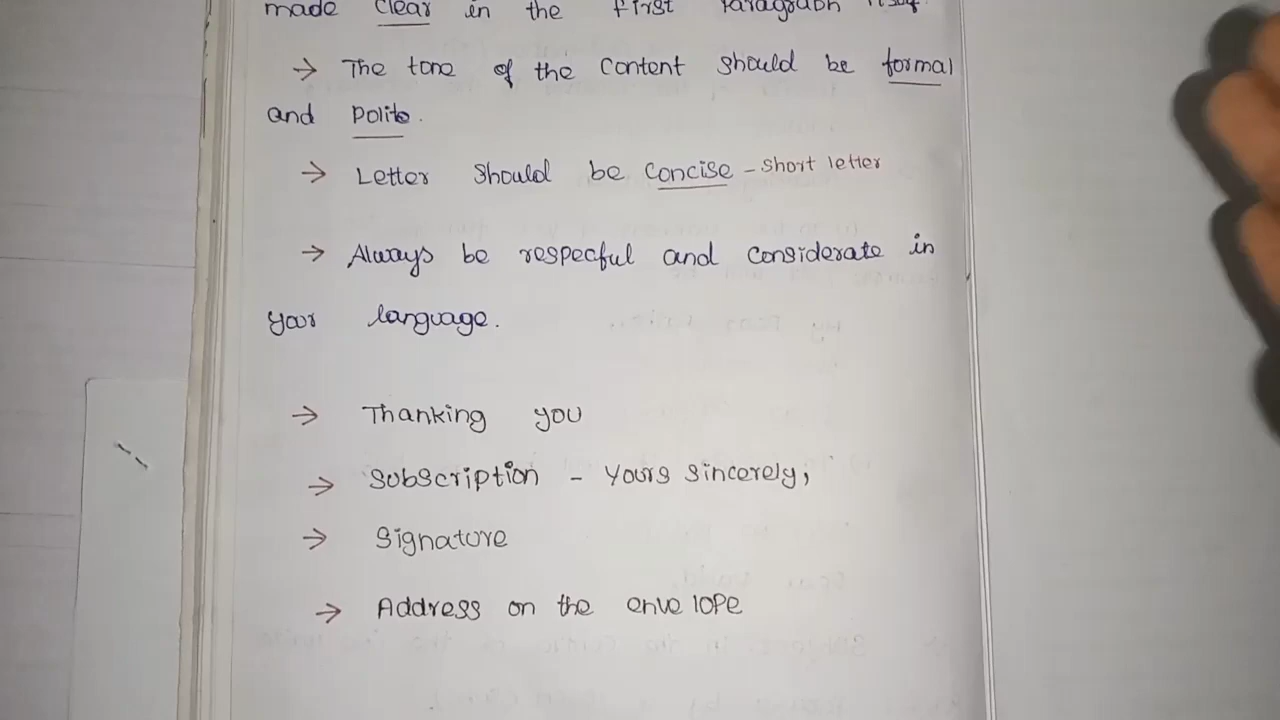 made clear in the first Paragraph itself
→ The tone of the content should be formal
and Polite.
→ Letter should be concise - short letter
→ Always be respecful and considerate in
your language.
→ Thanking you
→ Subscription - Yours sincerely,
→ Signature
→ Address on the envelope